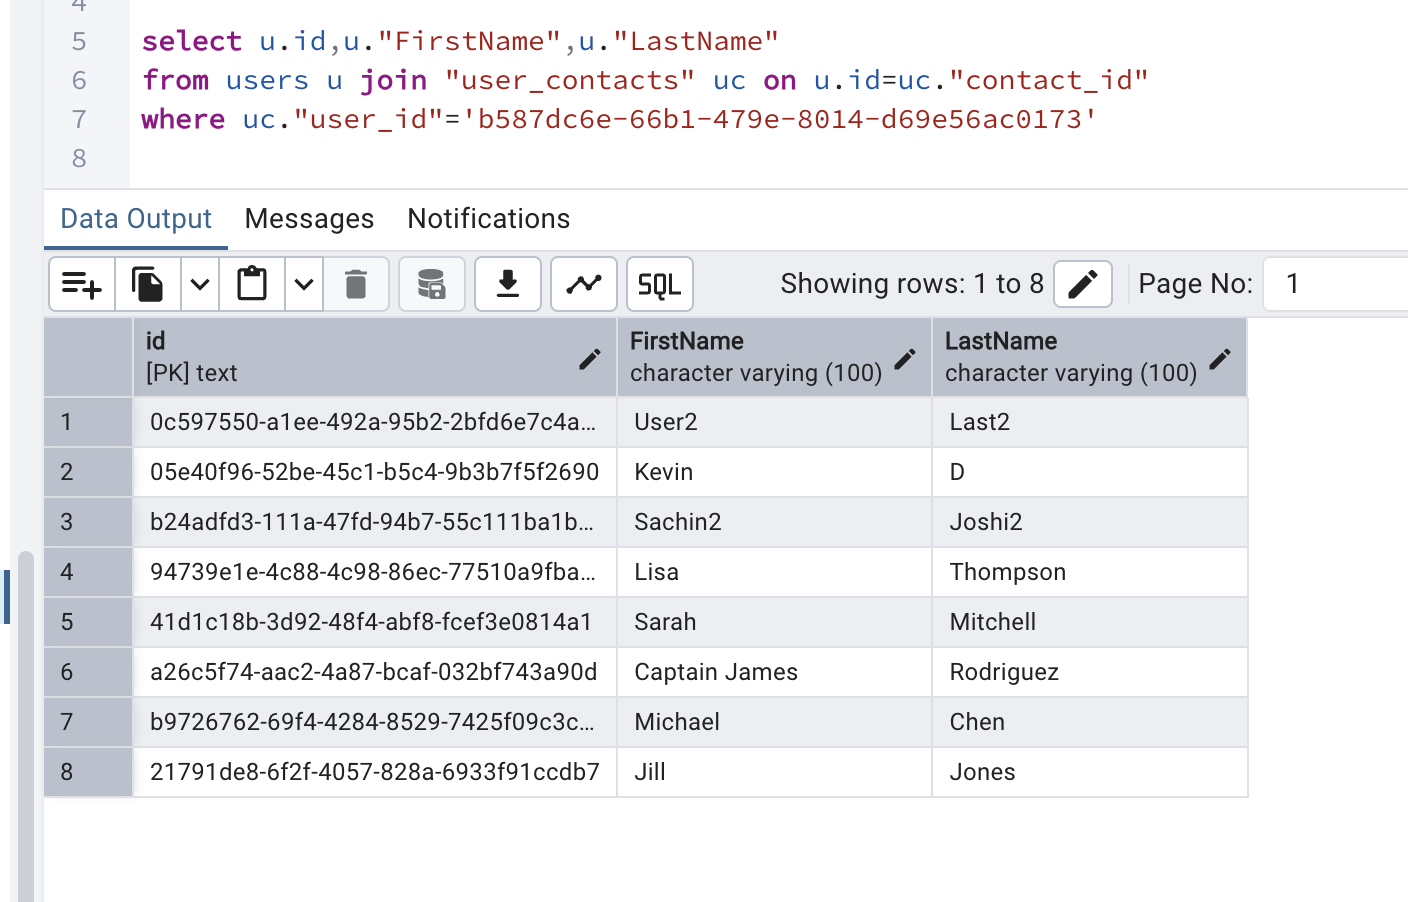 4
5 select u.id,u."FirstName",u."LastName"
6 from users u join "user_contacts" uc on u.id=uc."contact_id"
7 where uc."user_id"='b587dc6e-66b1-479e-8014-d69e56ac0173'
8
Data Output Messages Notifications
SQL Showing rows: 1 to 8 Page No: 1
id FirstName LastName
[PK] text character varying (100) character varying (100)
1 0c597550-a1ee-492a-95b2-2bfd6e7c4a... User2 Last2
2 05e40f96-52be-45c1-b5c4-9b3b7f5f2690 Kevin D
3 b24adfd3-111a-47fd-94b7-55c111ba1b... Sachin2 Joshi2
4 94739e1e-4c88-4c98-86ec-77510a9fba... Lisa Thompson
5 41d1c18b-3d92-48f4-abf8-fcef3e0814a1 Sarah Mitchell
6 a26c5f74-aac2-4a87-bcaf-032bf743a90d Captain James Rodriguez
7 b9726762-69f4-4284-8529-7425f09c3c... Michael Chen
8 21791de8-6f2f-4057-828a-6933f91ccdb7 Jill Jones